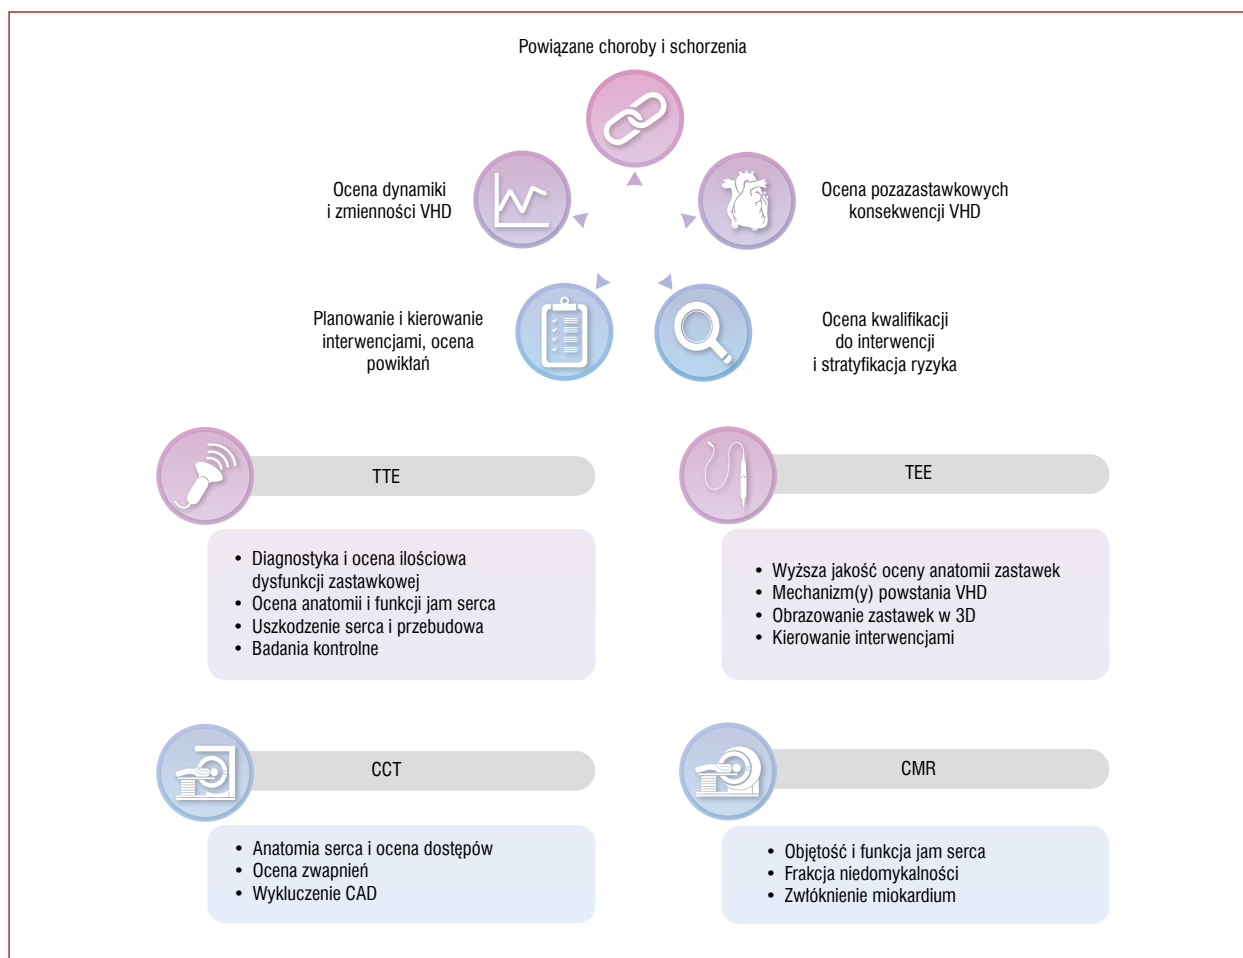 Powiązane choroby i schorzenia
Ocena dynamiki
i zmienności VHD
Ocena pozazastawkowych
konsekwencji VHD
Planowanie i kierowanie
interwencjami, ocena
powikłań
Ocena kwalifikacji
do interwencji
i stratyfikacja ryzyka
TTE
• Diagnostyka i ocena ilościowa
dysfunkcji zastawkowej
• Ocena anatomii i funkcji jam serca
• Uszkodzenie serca i przebudowa
• Badania kontrolne
TEE
• Wyższa jakość oceny anatomii zastawek
• Mechanizm(y) powstania VHD
• Obrazowanie zastawek w 3D
• Kierowanie interwencjami
CCT
• Anatomia serca i ocena dostępów
• Ocena zwapnień
• Wykluczenie CAD
CMR
• Objętość i funkcja jam serca
• Frakcja niedomykalności
• Zwłóknienie miokardium